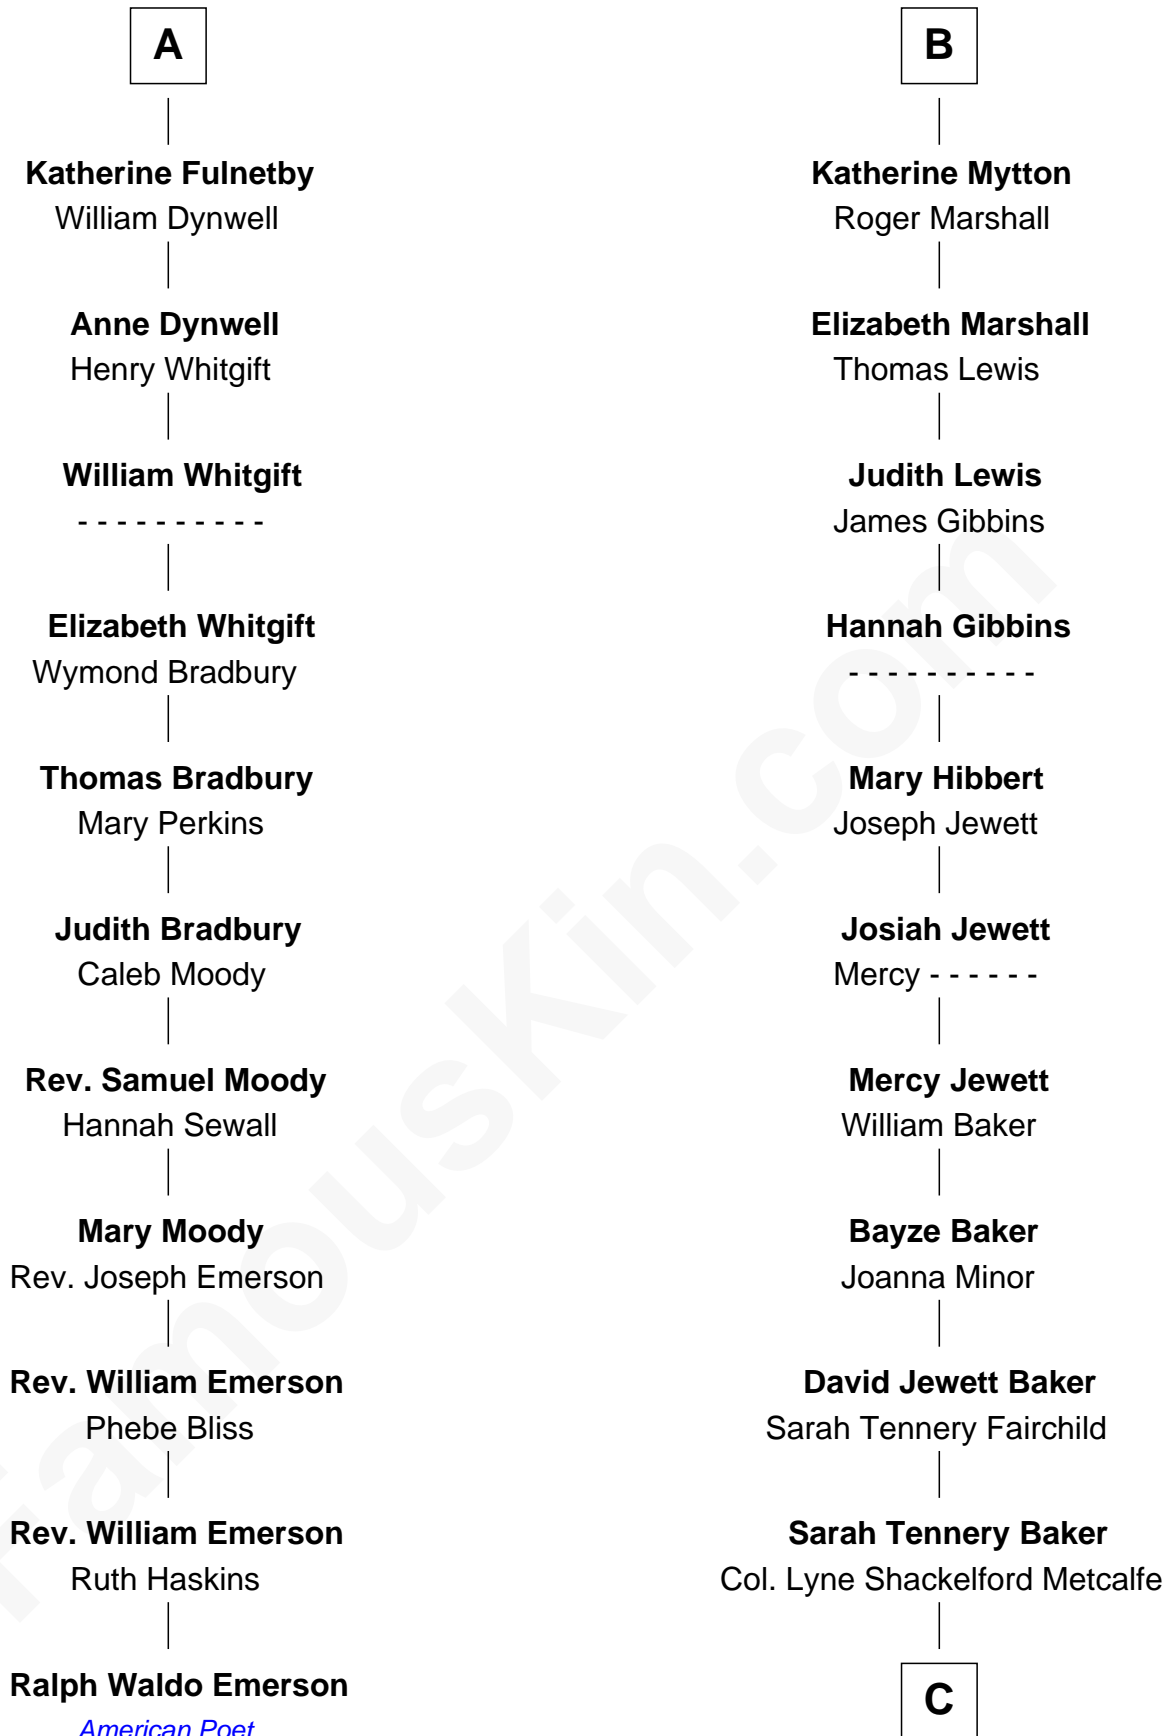 A
Katherine Fulnetby
William Dynwell
Anne Dynwell
Henry Whitgift
William Whitgift
- - - - - - - - - -
Elizabeth Whitgift
Wymond Bradbury
Thomas Bradbury
Mary Perkins
Judith Bradbury
Caleb Moody
Rev. Samuel Moody
Hannah Sewall
Mary Moody
Rev. Joseph Emerson
Rev. William Emerson
Phebe Bliss
Rev. William Emerson
Ruth Haskins
Ralph Waldo Emerson
American Poet
B
Katherine Mytton
Roger Marshall
Elizabeth Marshall
Thomas Lewis
Judith Lewis
James Gibbins
Hannah Gibbins
- - - - - - - - - -
Mary Hibbert
Joseph Jewett
Josiah Jewett
Mercy - - - - - -
Mercy Jewett
William Baker
Bayze Baker
Joanna Minor
David Jewett Baker
Sarah Tennery Fairchild
Sarah Tennery Baker
Col. Lyne Shackelford Metcalfe
C
FamousKin.com